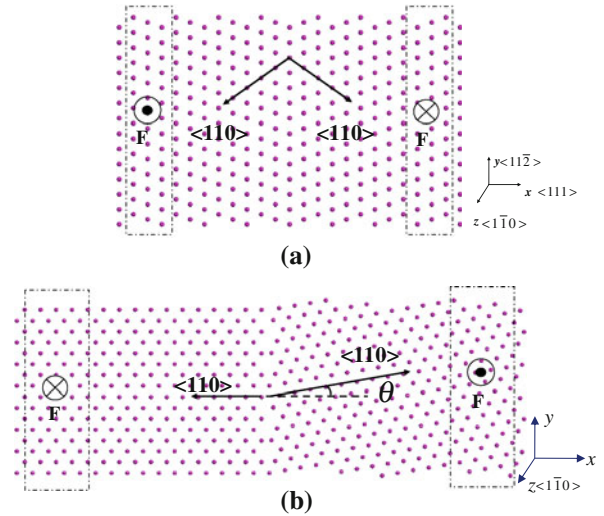 F
<110>
<110>
F
y<112̅>
x <111>
z<11̅0>
(a)
<110>
<110>
θ
F
F
y
x
z<11̅0>
(b)